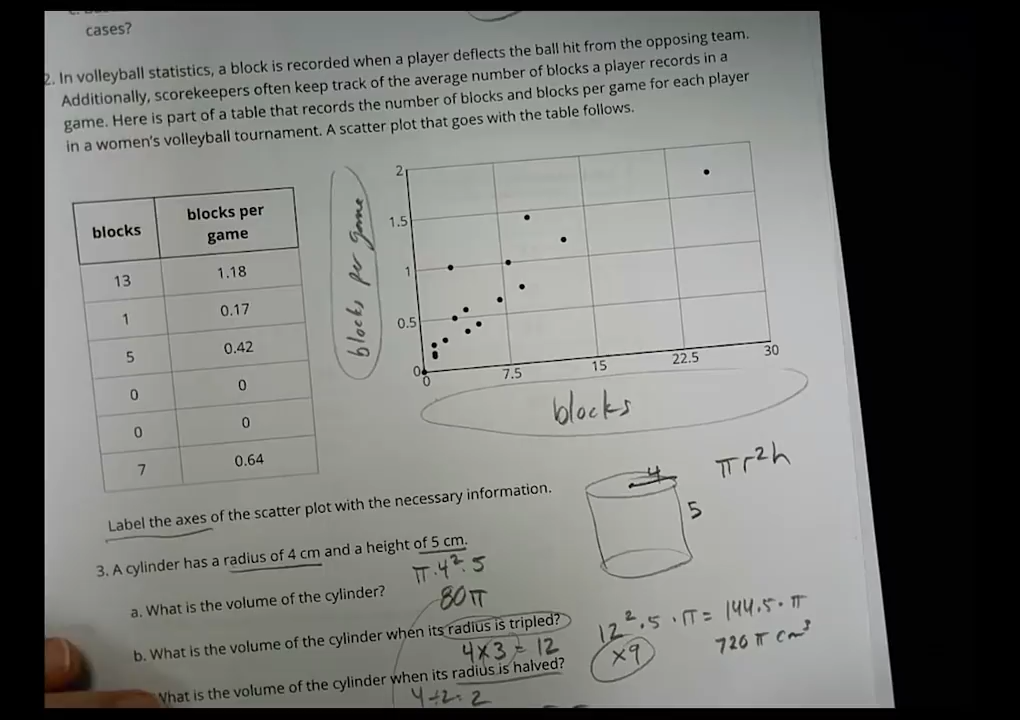 cases?
2. In volleyball statistics, a block is recorded when a player deflects the ball hit from the opposing team.
Additionally, scorekeepers often keep track of the average number of blocks a player records in a
game. Here is part of a table that records the number of blocks and blocks per game for each player
in a women's volleyball tournament. A scatter plot that goes with the table follows.
blocks blocks per game
13 1.18
1 0.17
5 0.42
0 0
0 0
7 0.64
blocks per game
2
1.5
1
0.5
0
0 7.5 15 22.5 30
blocks
Label the axes of the scatter plot with the necessary information.
3. A cylinder has a radius of 4 cm and a height of 5 cm.
π·4²·5
4
5
πr²h
a. What is the volume of the cylinder?
80π
b. What is the volume of the cylinder when its radius is tripled?
4×3=12
12²·5·π=144.5·π
×9
720π cm³
What is the volume of the cylinder when its radius is halved?
4÷2=2